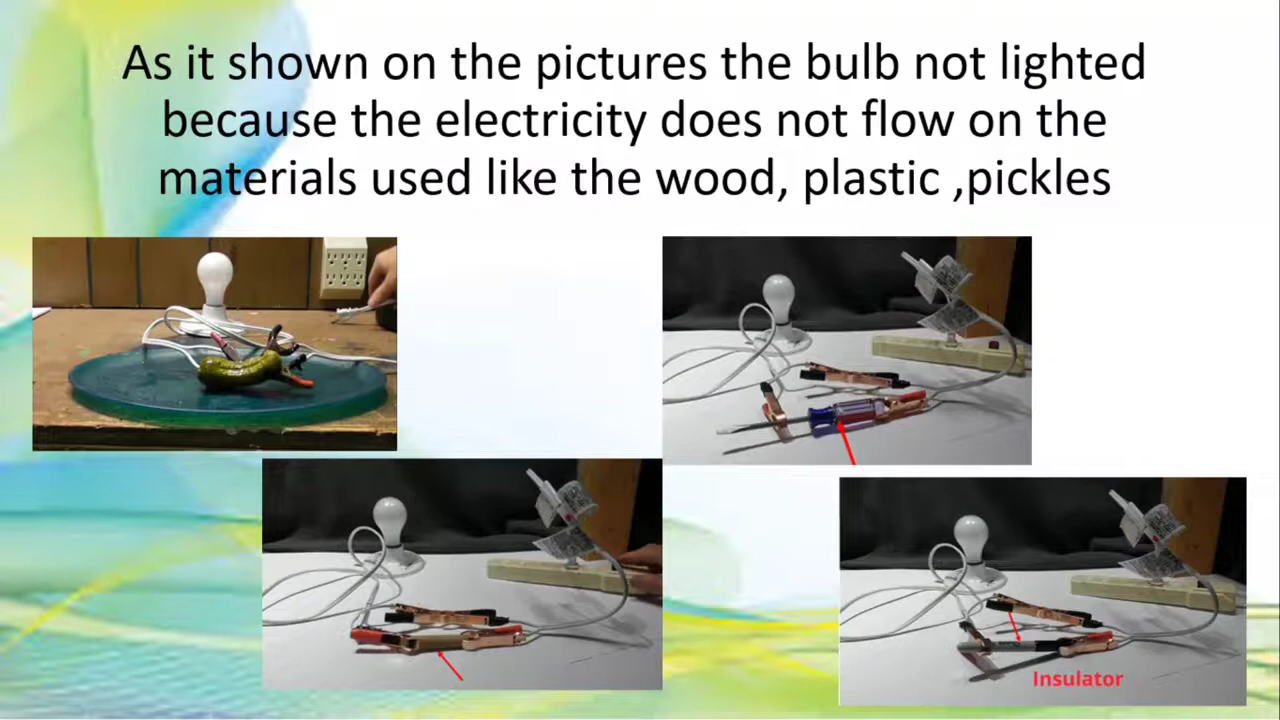 As it shown on the pictures the bulb not lighted
because the electricity does not flow on the
materials used like the wood, plastic ,pickles
Insulator